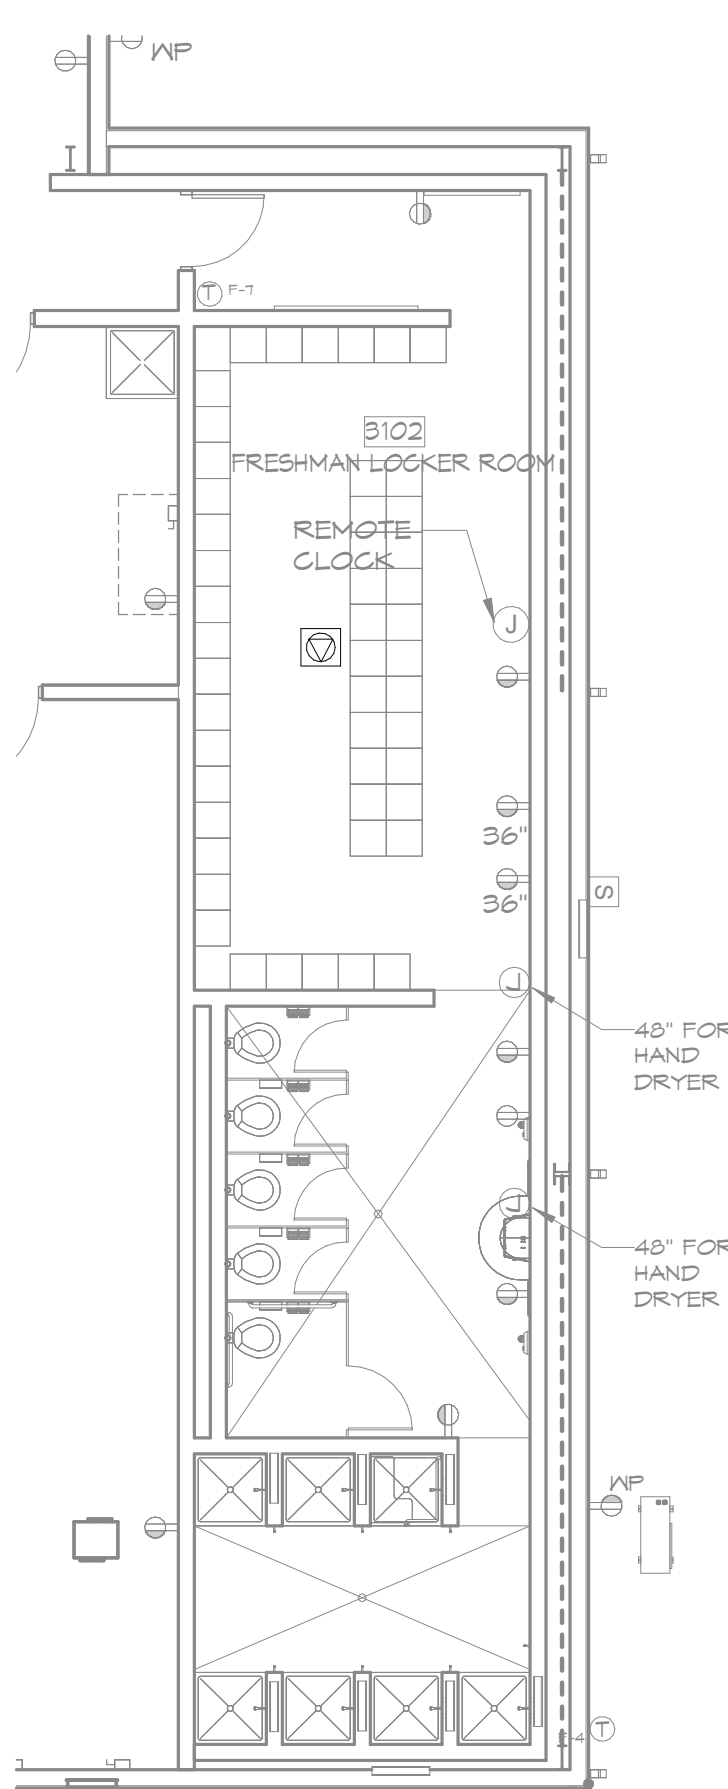 WP
T F-7
3102
FRESHMAN LOCKER ROOM
REMOTE
CLOCK
J
36"
36"
S
J
48" FOR
HAND
DRYER
J
48" FOR
HAND
DRYER
WP
F-4 T